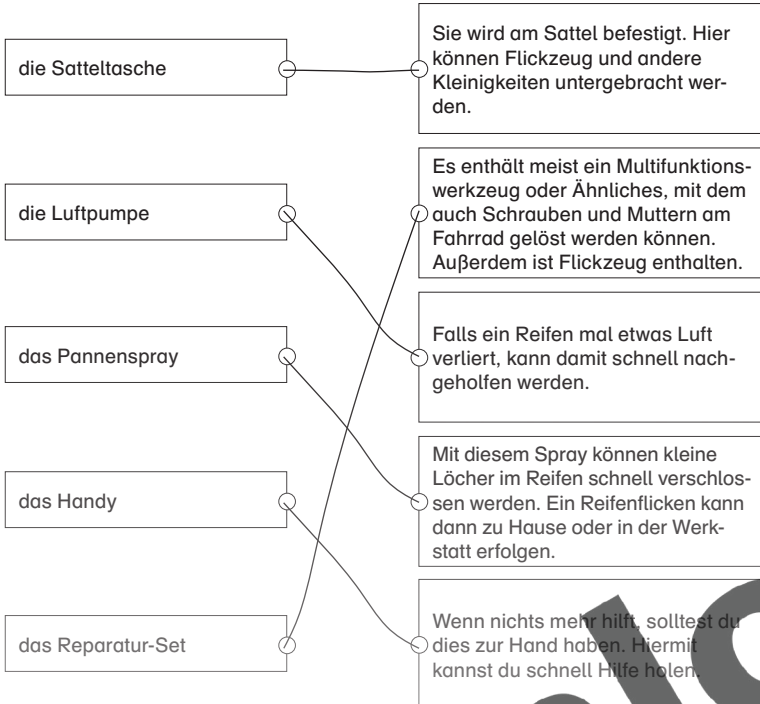 die Satteltasche
Sie wird am Sattel befestigt. Hier
können Flickzeug und andere
Kleinigkeiten untergebracht wer-
den.
die Luftpumpe
Es enthält meist ein Multifunktions-
werkzeug oder Ähnliches, mit dem
auch Schrauben und Muttern am
Fahrrad gelöst werden können.
Außerdem ist Flickzeug enthalten.
das Pannenspray
Falls ein Reifen mal etwas Luft
verliert, kann damit schnell nach-
geholfen werden.
das Handy
Mit diesem Spray können kleine
Löcher im Reifen schnell verschlos-
sen werden. Ein Reifenflicken kann
dann zu Hause oder in der Werk-
statt erfolgen.
das Reparatur-Set
Wenn nichts mehr hilft, solltest du
dies zur Hand haben. Hiermit
kannst du schnell Hilfe holen.